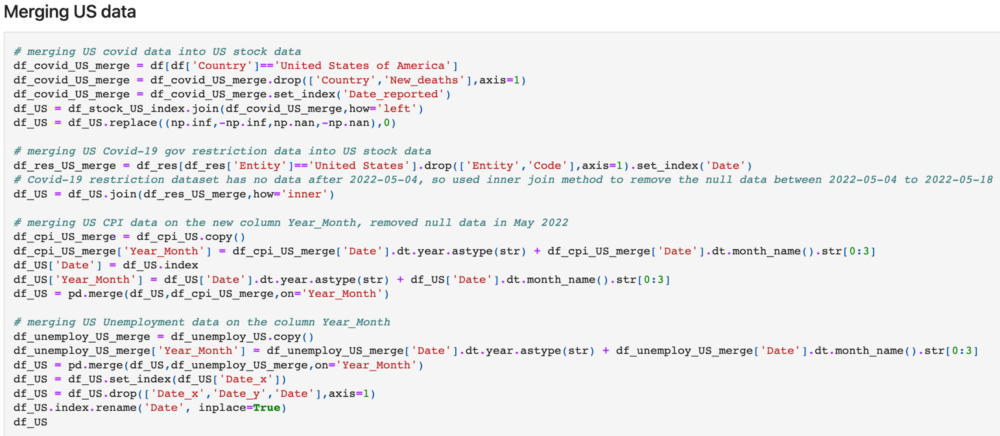 Merging US data
# merging US covid data into US stock data
df_covid_US_merge = df[df['Country']=='United States of America']
df_covid_US_merge = df_covid_US_merge.drop(['Country','New_deaths'],axis=1)
df_covid_US_merge = df_covid_US_merge.set_index('Date_reported')
df_US = df_stock_US_index.join(df_covid_US_merge,how='left')
df_US = df_US.replace((np.inf,-np.inf,np.nan,-np.nan),0)
# merging US Covid-19 gov restriction data into US stock data
df_res_US_merge = df_res[df_res['Entity']=='United States'].drop(['Entity','Code'],axis=1).set_index('Date')
# Covid-19 restriction dataset has no data after 2022-05-04, so used inner join method to remove the null data between 2022-05-04 to 2022-05-18
df_US = df_US.join(df_res_US_merge,how='inner')
# merging US CPI data on the new column Year_Month, removed null data in May 2022
df_cpi_US_merge = df_cpi_US.copy()
df_cpi_US_merge['Year_Month'] = df_cpi_US_merge['Date'].dt.year.astype(str) + df_cpi_US_merge['Date'].dt.month_name().str[0:3]
df_US['Date'] = df_US.index
df_US['Year_Month'] = df_US['Date'].dt.year.astype(str) + df_US['Date'].dt.month_name().str[0:3]
df_US = pd.merge(df_US,df_cpi_US_merge,on='Year_Month')
# merging US Unemployment data on the column Year_Month
df_unemploy_US_merge = df_unemploy_US.copy()
df_unemploy_US_merge['Year_Month'] = df_unemploy_US_merge['Date'].dt.year.astype(str) + df_unemploy_US_merge['Date'].dt.month_name().str[0:3]
df_US = pd.merge(df_US,df_unemploy_US_merge,on='Year_Month')
df_US = df_US.set_index(df_US['Date_x'])
df_US = df_US.drop(['Date_x','Date_y','Date'],axis=1)
df_US.index.rename('Date', inplace=True)
df_US